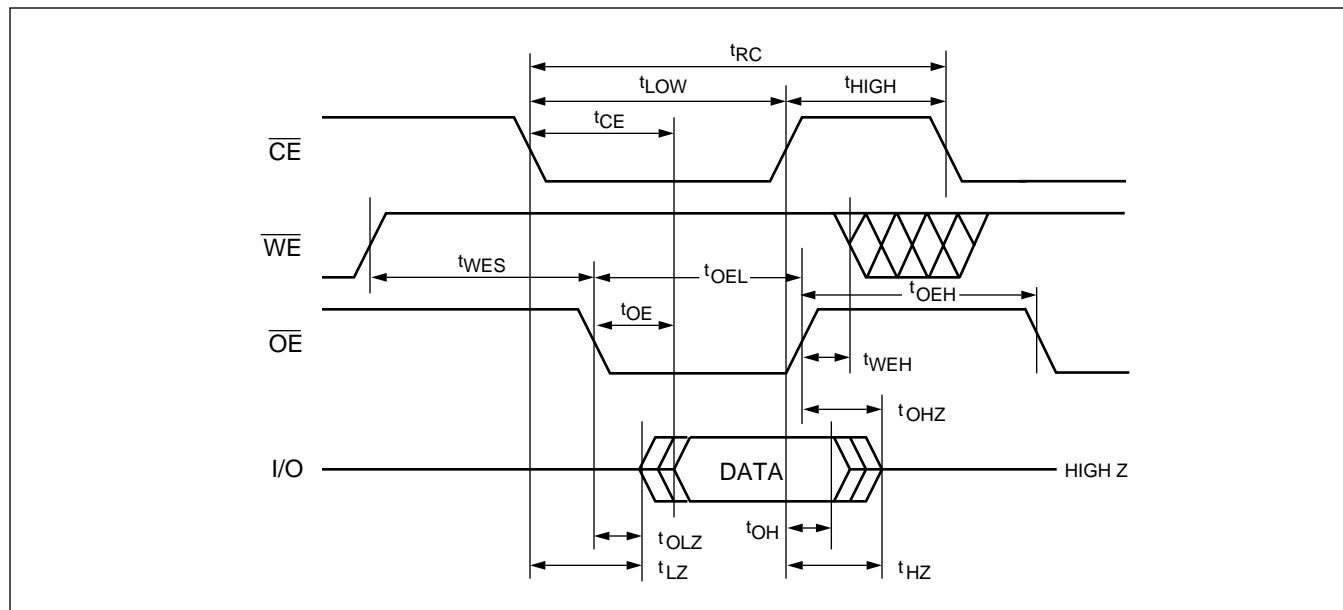 tRC
tLOW
tHIGH
tCE
CE
WE
tWES
tOEL
tOEH
tOE
OE
tWEH
tOHZ
I/O
DATA
HIGH Z
tOH
tOLZ
tLZ
tHZ